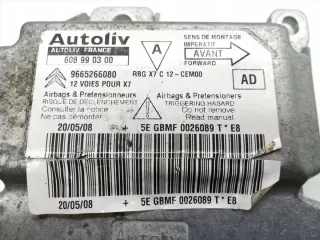 Autoliv
AUTOLIV FRANCE
608 99 03 00
A
SENS DE MONTAGE
IMPERATIF
AVANT
FORWARD
9665266080
R8G X7 C 12-CEM00
12 VOIES POUR X7
AD
Airbags & Pretensionneurs
RISQUE DE DECLENCHEMENT
Consulter la notice
Ne pas démonter
Airbags & Pretensioners
TRIGGERING HAZARD
Read manual
Do not remove
20/05/08 + 5E GBMF 0026089 T * E8
20/05/08 + 5E GBMF 0026089 T * E8
Autoliv